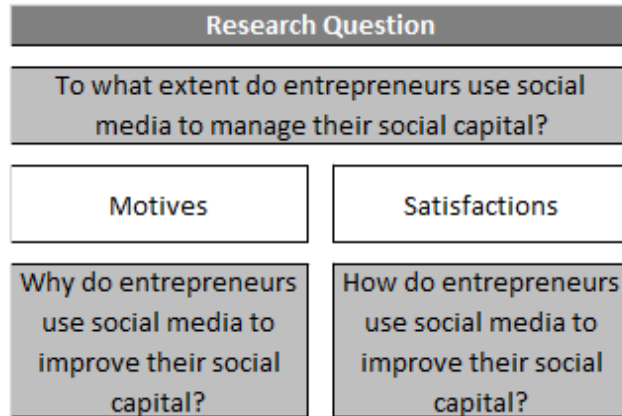 Research Question
To what extent do entrepreneurs use social
media to manage their social capital?
Motives
Satisfactions
Why do entrepreneurs
use social media to
improve their social
capital?
How do entrepreneurs
use social media to
improve their social
capital?